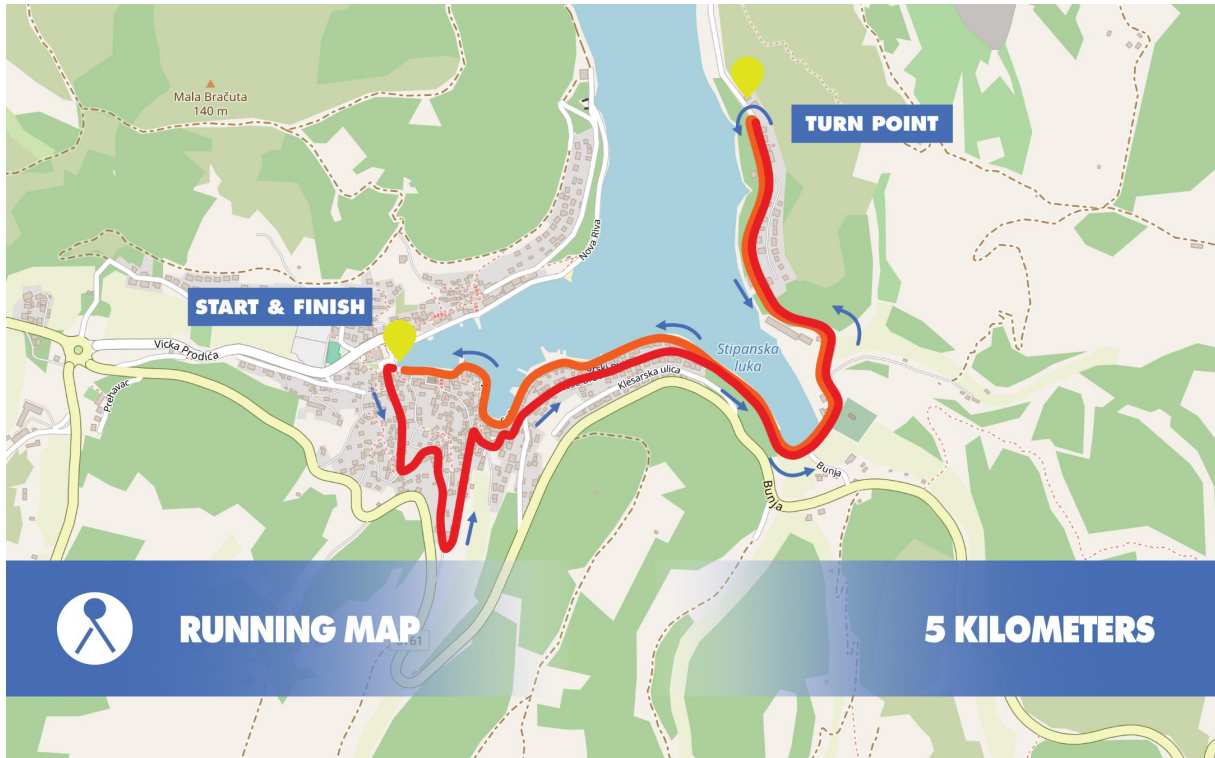 Mala Bračuta
140 m
TURN POINT
Nova Riva
START & FINISH
Vicka Prodića
Prehavac
Stipanska
luka
Klesarska ulica
Bunja
Bunja
RUNNING MAP
5 KILOMETERS